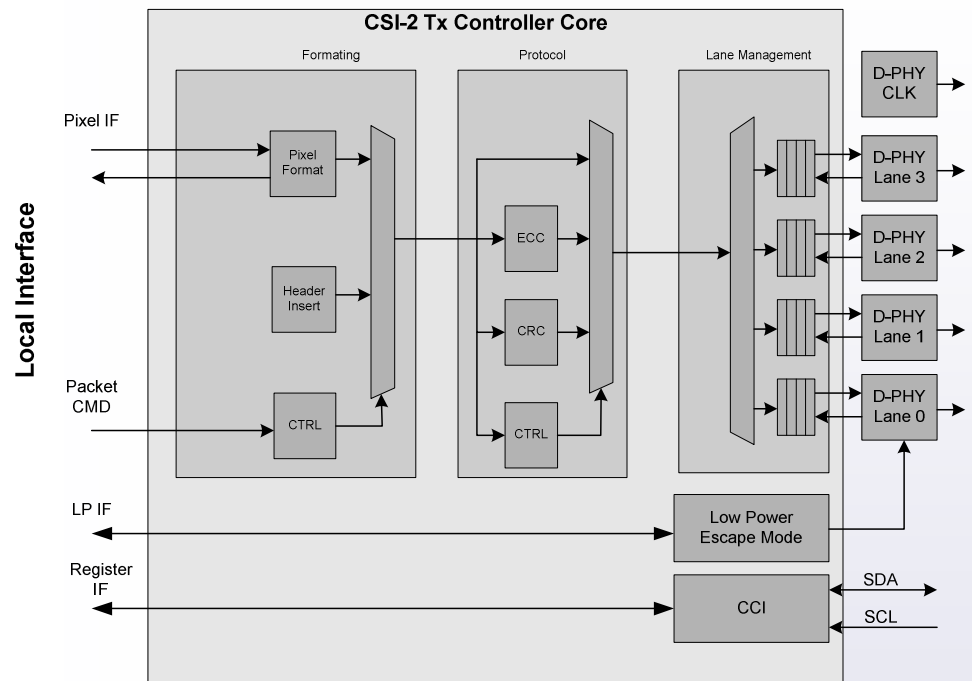 CSI-2 Tx Controller Core
Formating
Protocol
Lane Management
Local Interface
Pixel IF
Pixel
Format
Header
Insert
Packet
CMD
CTRL
ECC
CRC
CTRL
D-PHY
CLK
D-PHY
Lane 3
D-PHY
Lane 2
D-PHY
Lane 1
D-PHY
Lane 0
LP IF
Low Power
Escape Mode
Register
IF
CCI
SDA
SCL